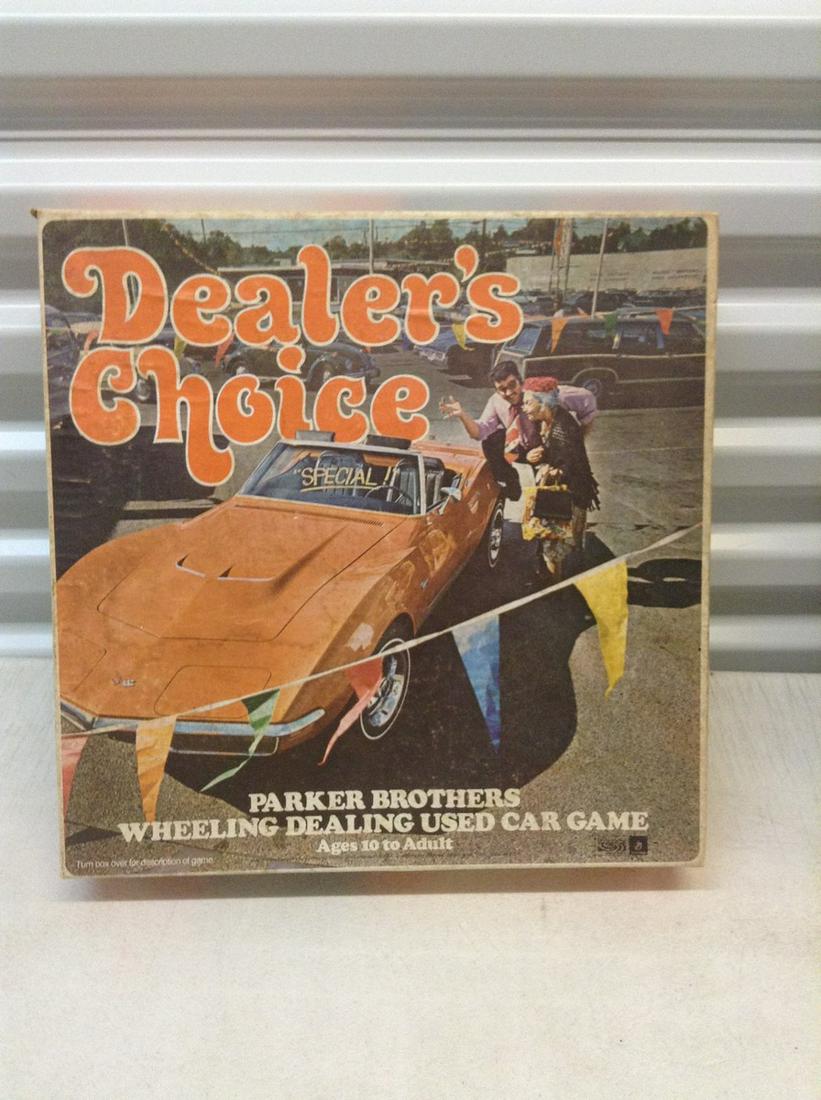 Dealer's
Choice
"SPECIAL!"
PARKER BROTHERS
WHEELING DEALING USED CAR GAME
Ages 10 to Adult
Turn box over for description of game.